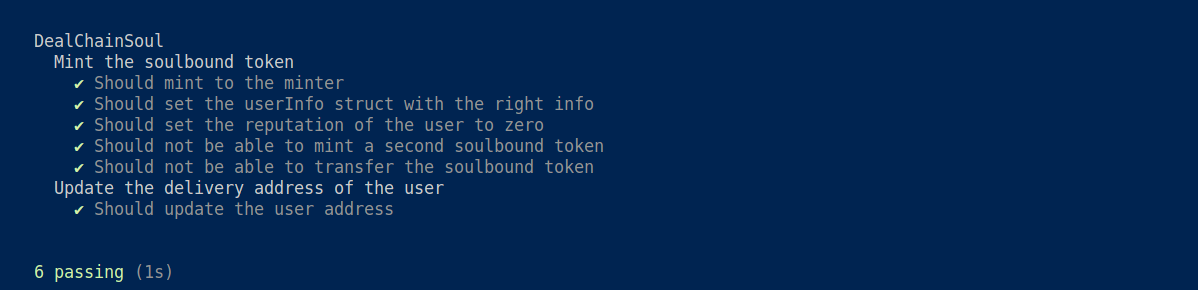 DealChainSoul
Mint the soulbound token
✔ Should mint to the minter
✔ Should set the userInfo struct with the right info
✔ Should set the reputation of the user to zero
✔ Should not be able to mint a second soulbound token
✔ Should not be able to transfer the soulbound token
Update the delivery address of the user
✔ Should update the user address
6 passing (1s)